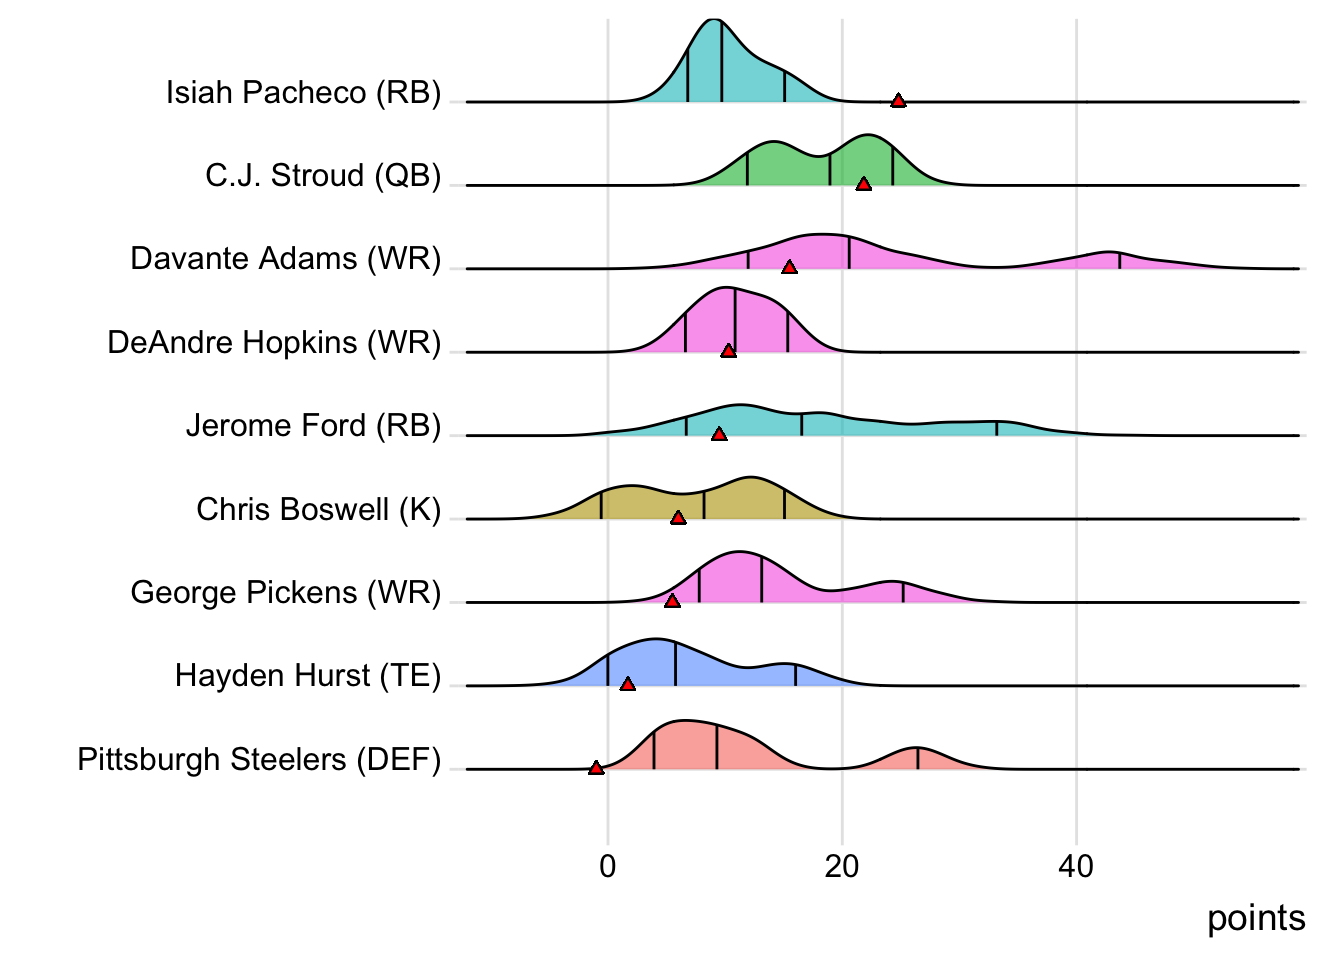 Isiah Pacheco (RB)
C.J. Stroud (QB)
Davante Adams (WR)
DeAndre Hopkins (WR)
Jerome Ford (RB)
Chris Boswell (K)
George Pickens (WR)
Hayden Hurst (TE)
Pittsburgh Steelers (DEF)
0 20 40
points